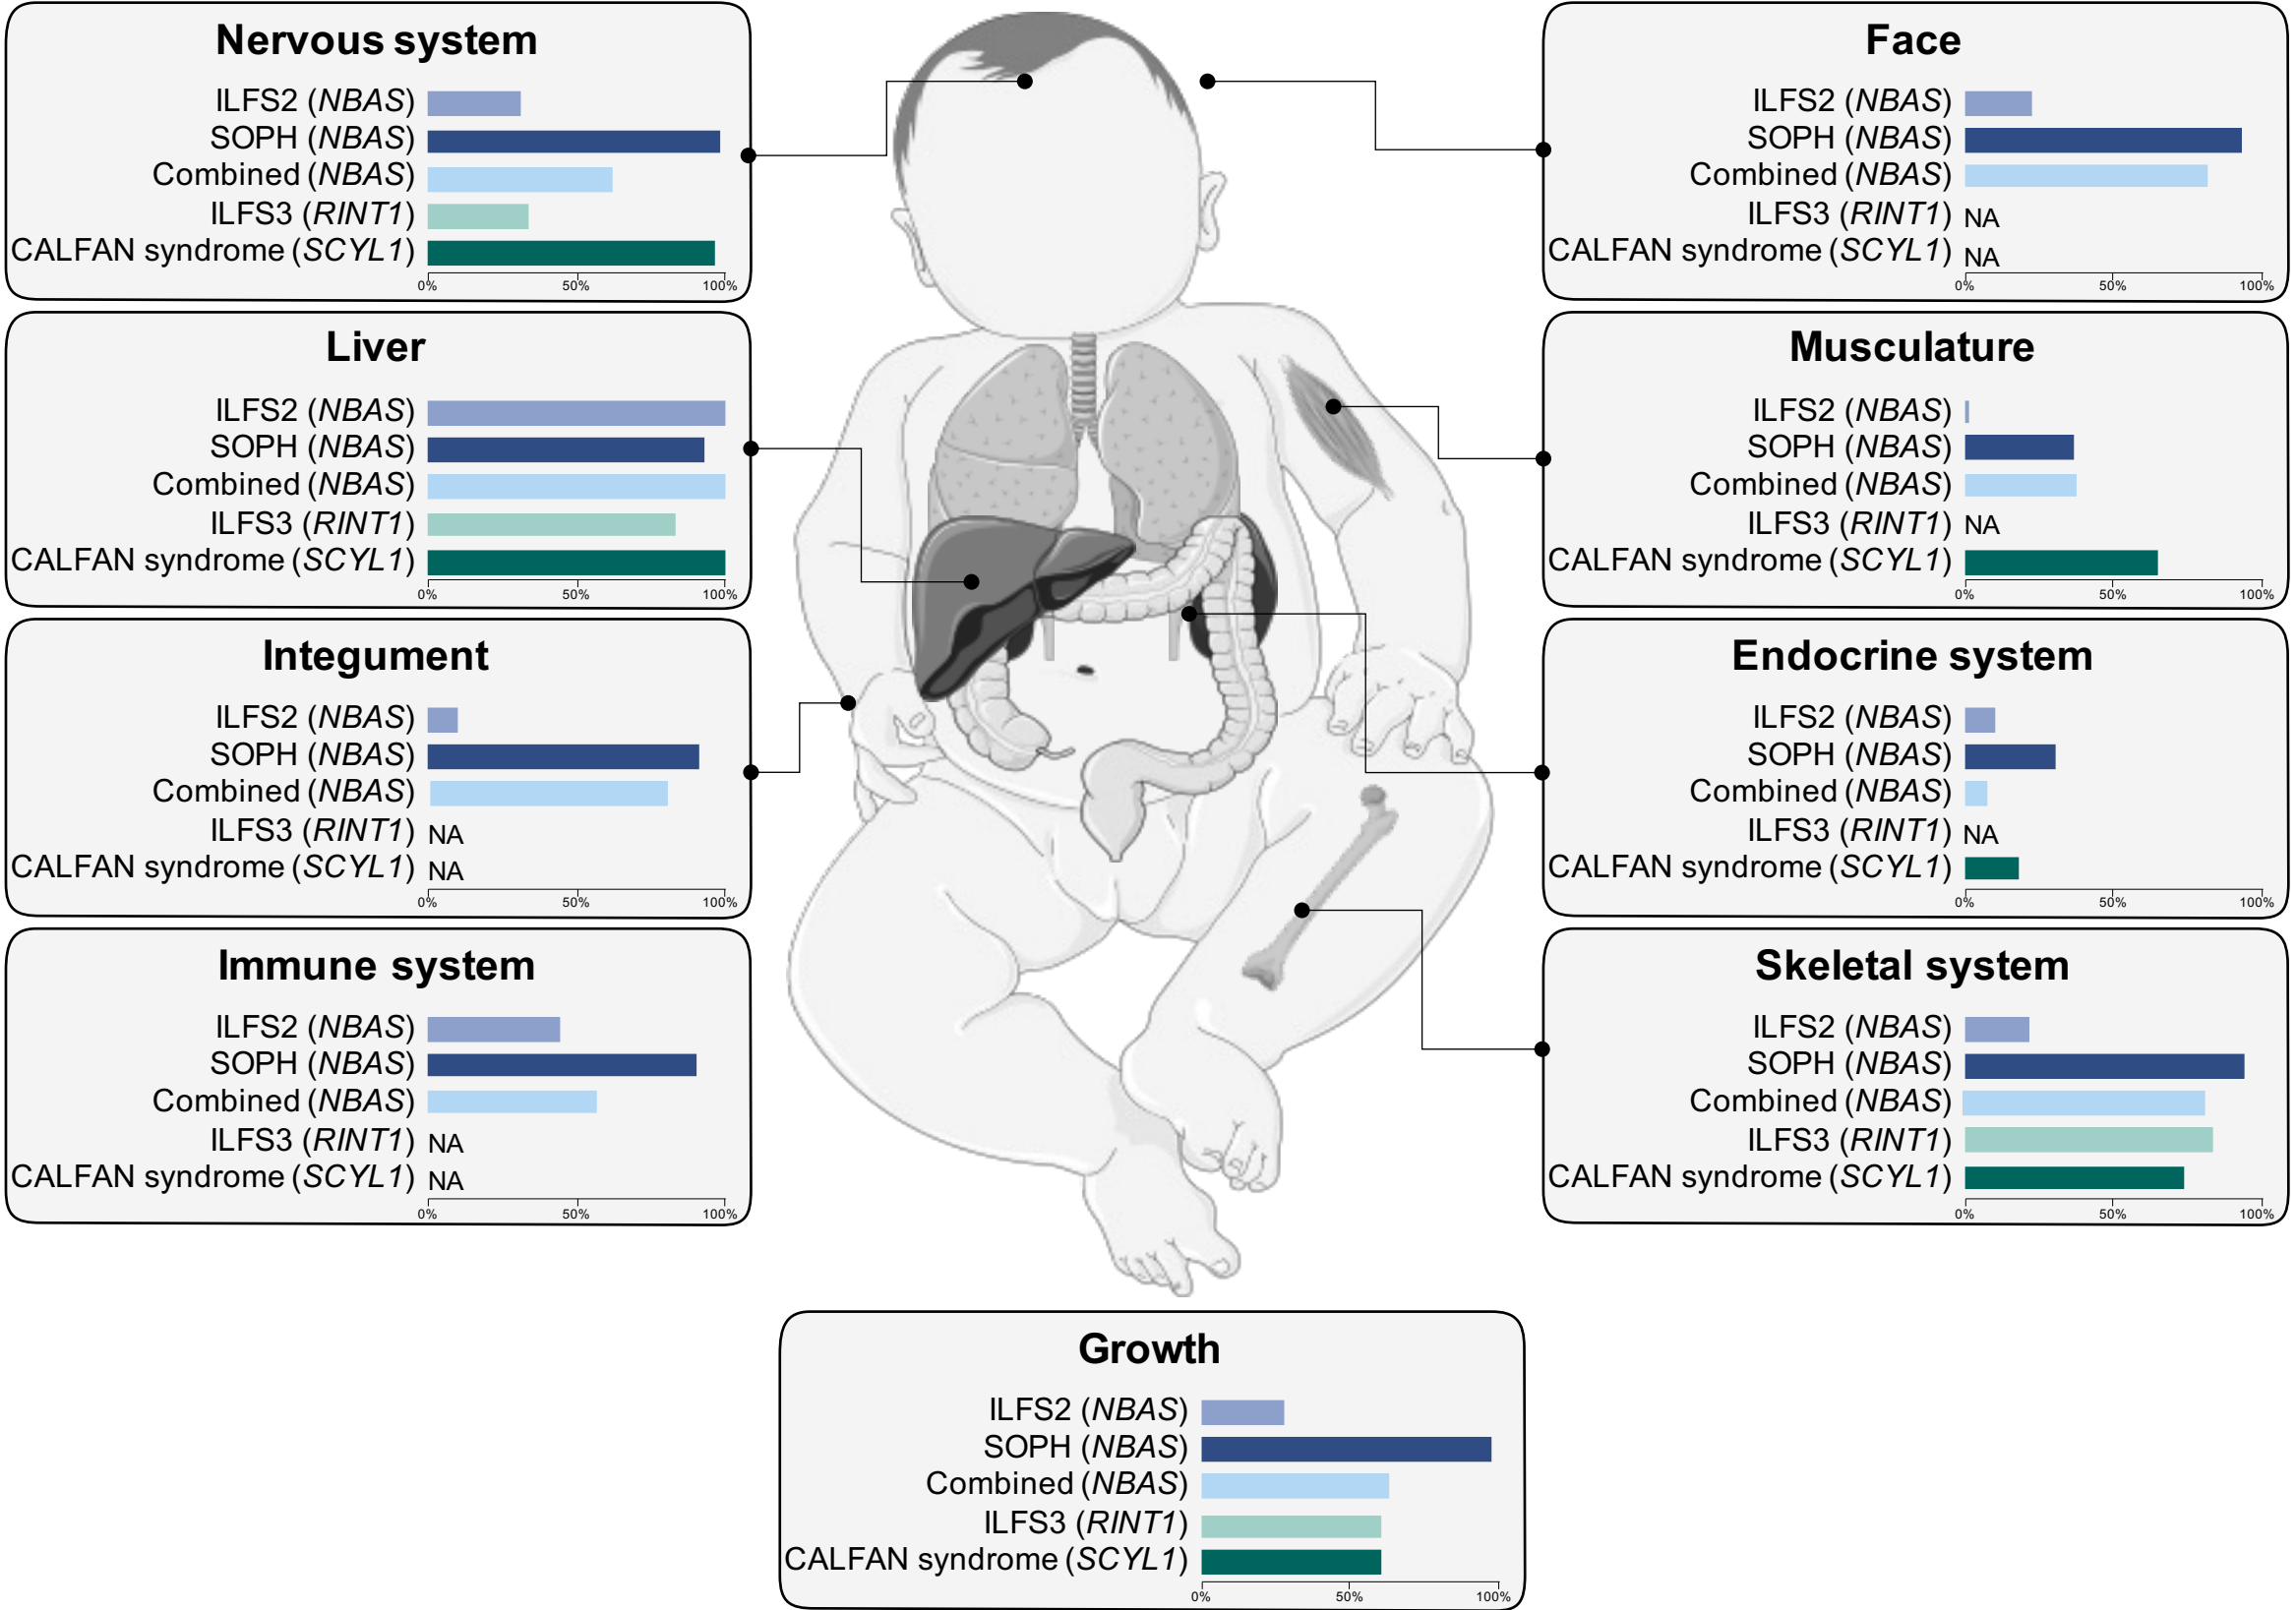 Nervous system
ILFS2 (NBAS)
SOPH (NBAS)
Combined (NBAS)
ILFS3 (RINT1)
CALFAN syndrome (SCYL1)
0% 50% 100%
Liver
ILFS2 (NBAS)
SOPH (NBAS)
Combined (NBAS)
ILFS3 (RINT1)
CALFAN syndrome (SCYL1)
0% 50% 100%
Integument
ILFS2 (NBAS)
SOPH (NBAS)
Combined (NBAS)
ILFS3 (RINT1) NA
CALFAN syndrome (SCYL1) NA
0% 50% 100%
Immune system
ILFS2 (NBAS)
SOPH (NBAS)
Combined (NBAS)
ILFS3 (RINT1) NA
CALFAN syndrome (SCYL1) NA
0% 50% 100%
Face
ILFS2 (NBAS)
SOPH (NBAS)
Combined (NBAS)
ILFS3 (RINT1) NA
CALFAN syndrome (SCYL1) NA
0% 50% 100%
Musculature
ILFS2 (NBAS)
SOPH (NBAS)
Combined (NBAS)
ILFS3 (RINT1) NA
CALFAN syndrome (SCYL1)
0% 50% 100%
Endocrine system
ILFS2 (NBAS)
SOPH (NBAS)
Combined (NBAS)
ILFS3 (RINT1) NA
CALFAN syndrome (SCYL1)
0% 50% 100%
Skeletal system
ILFS2 (NBAS)
SOPH (NBAS)
Combined (NBAS)
ILFS3 (RINT1)
CALFAN syndrome (SCYL1)
0% 50% 100%
Growth
ILFS2 (NBAS)
SOPH (NBAS)
Combined (NBAS)
ILFS3 (RINT1)
CALFAN syndrome (SCYL1)
0% 50% 100%